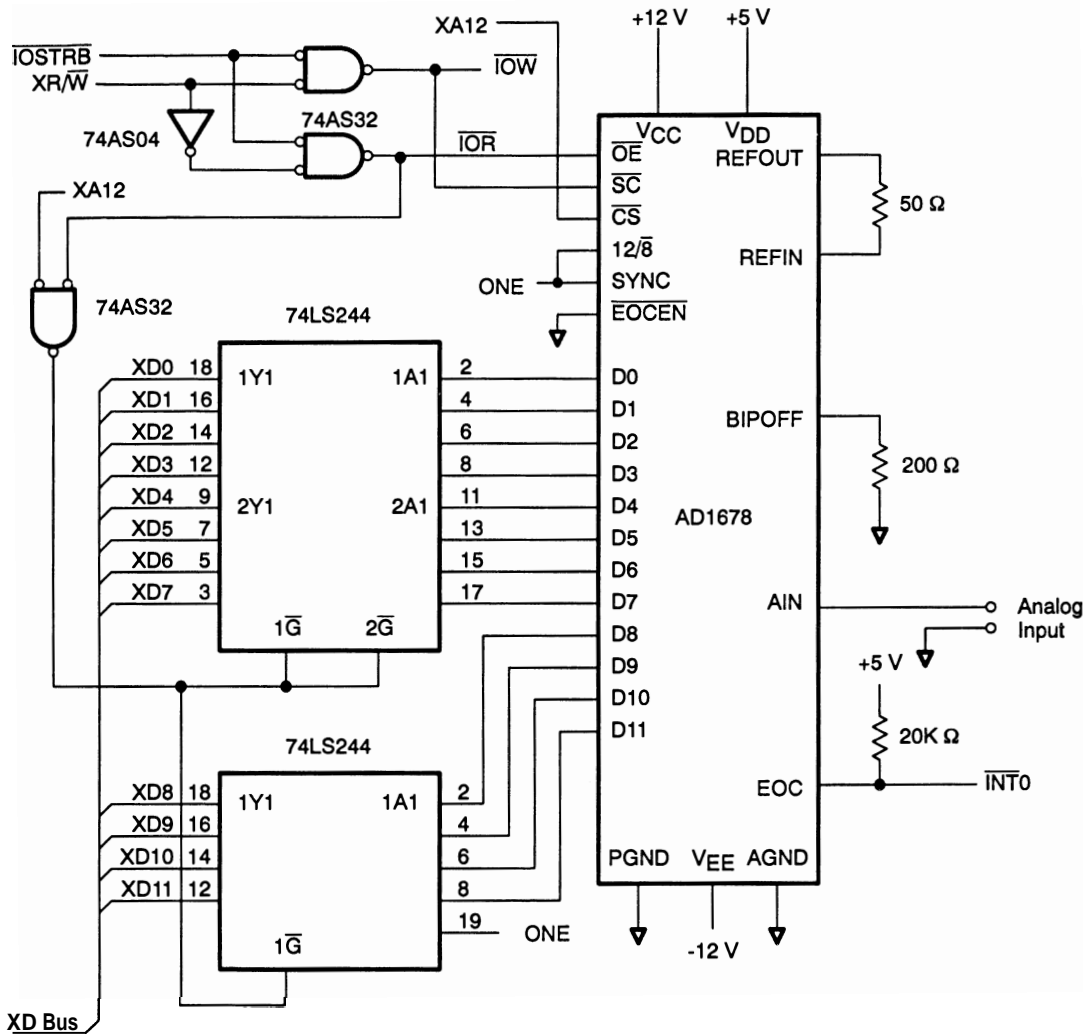 XA12
+12 V
+5 V
IOSTRB
XR/W
IOW
74AS04
74AS32
IOR
XA12
74AS32
VCC
VDD
OE
SC
CS
12/8
SYNC
EOCEN
ONE
REFOUT
50 Ω
REFIN
D0
D1
D2
D3
D4
D5
D6
D7
D8
D9
D10
D11
BIPOFF
200 Ω
AD1678
AIN
Analog
Input
+5 V
20K Ω
EOC
INT0
PGND
VEE
AGND
-12 V
74LS244
XD0 18 1Y1 1A1 2
XD1 16 4
XD2 14 6
XD3 12 8
XD4 9 2Y1 2A1 11
XD5 7 13
XD6 5 15
XD7 3 17
1G 2G
74LS244
XD8 18 1Y1 1A1 2
XD9 16 4
XD10 14 6
XD11 12 8
19 ONE
1G
XD Bus